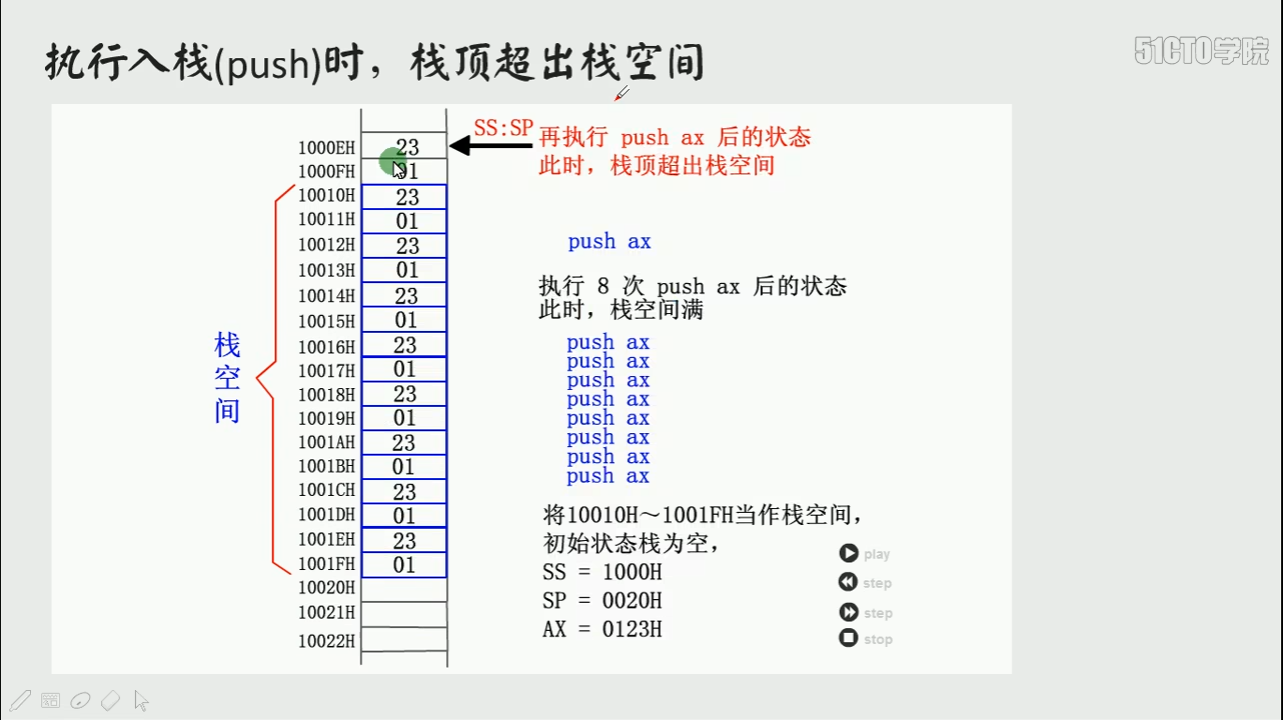 执行入栈(push)时，栈顶超出栈空间
51CTO学院
SS:SP
再执行 push ax 后的状态
此时，栈顶超出栈空间
push ax
执行 8 次 push ax 后的状态
此时，栈空间满
push ax
push ax
push ax
push ax
push ax
push ax
push ax
push ax
将10010H～1001FH当作栈空间，
初始状态栈为空，
SS = 1000H
SP = 0020H
AX = 0123H
play
step
step
stop
栈空间
1000EH 23
1000FH 01
10010H 23
10011H 01
10012H 23
10013H 01
10014H 23
10015H 01
10016H 23
10017H 01
10018H 23
10019H 01
1001AH 23
1001BH 01
1001CH 23
1001DH 01
1001EH 23
1001FH 01
10020H
10021H
10022H